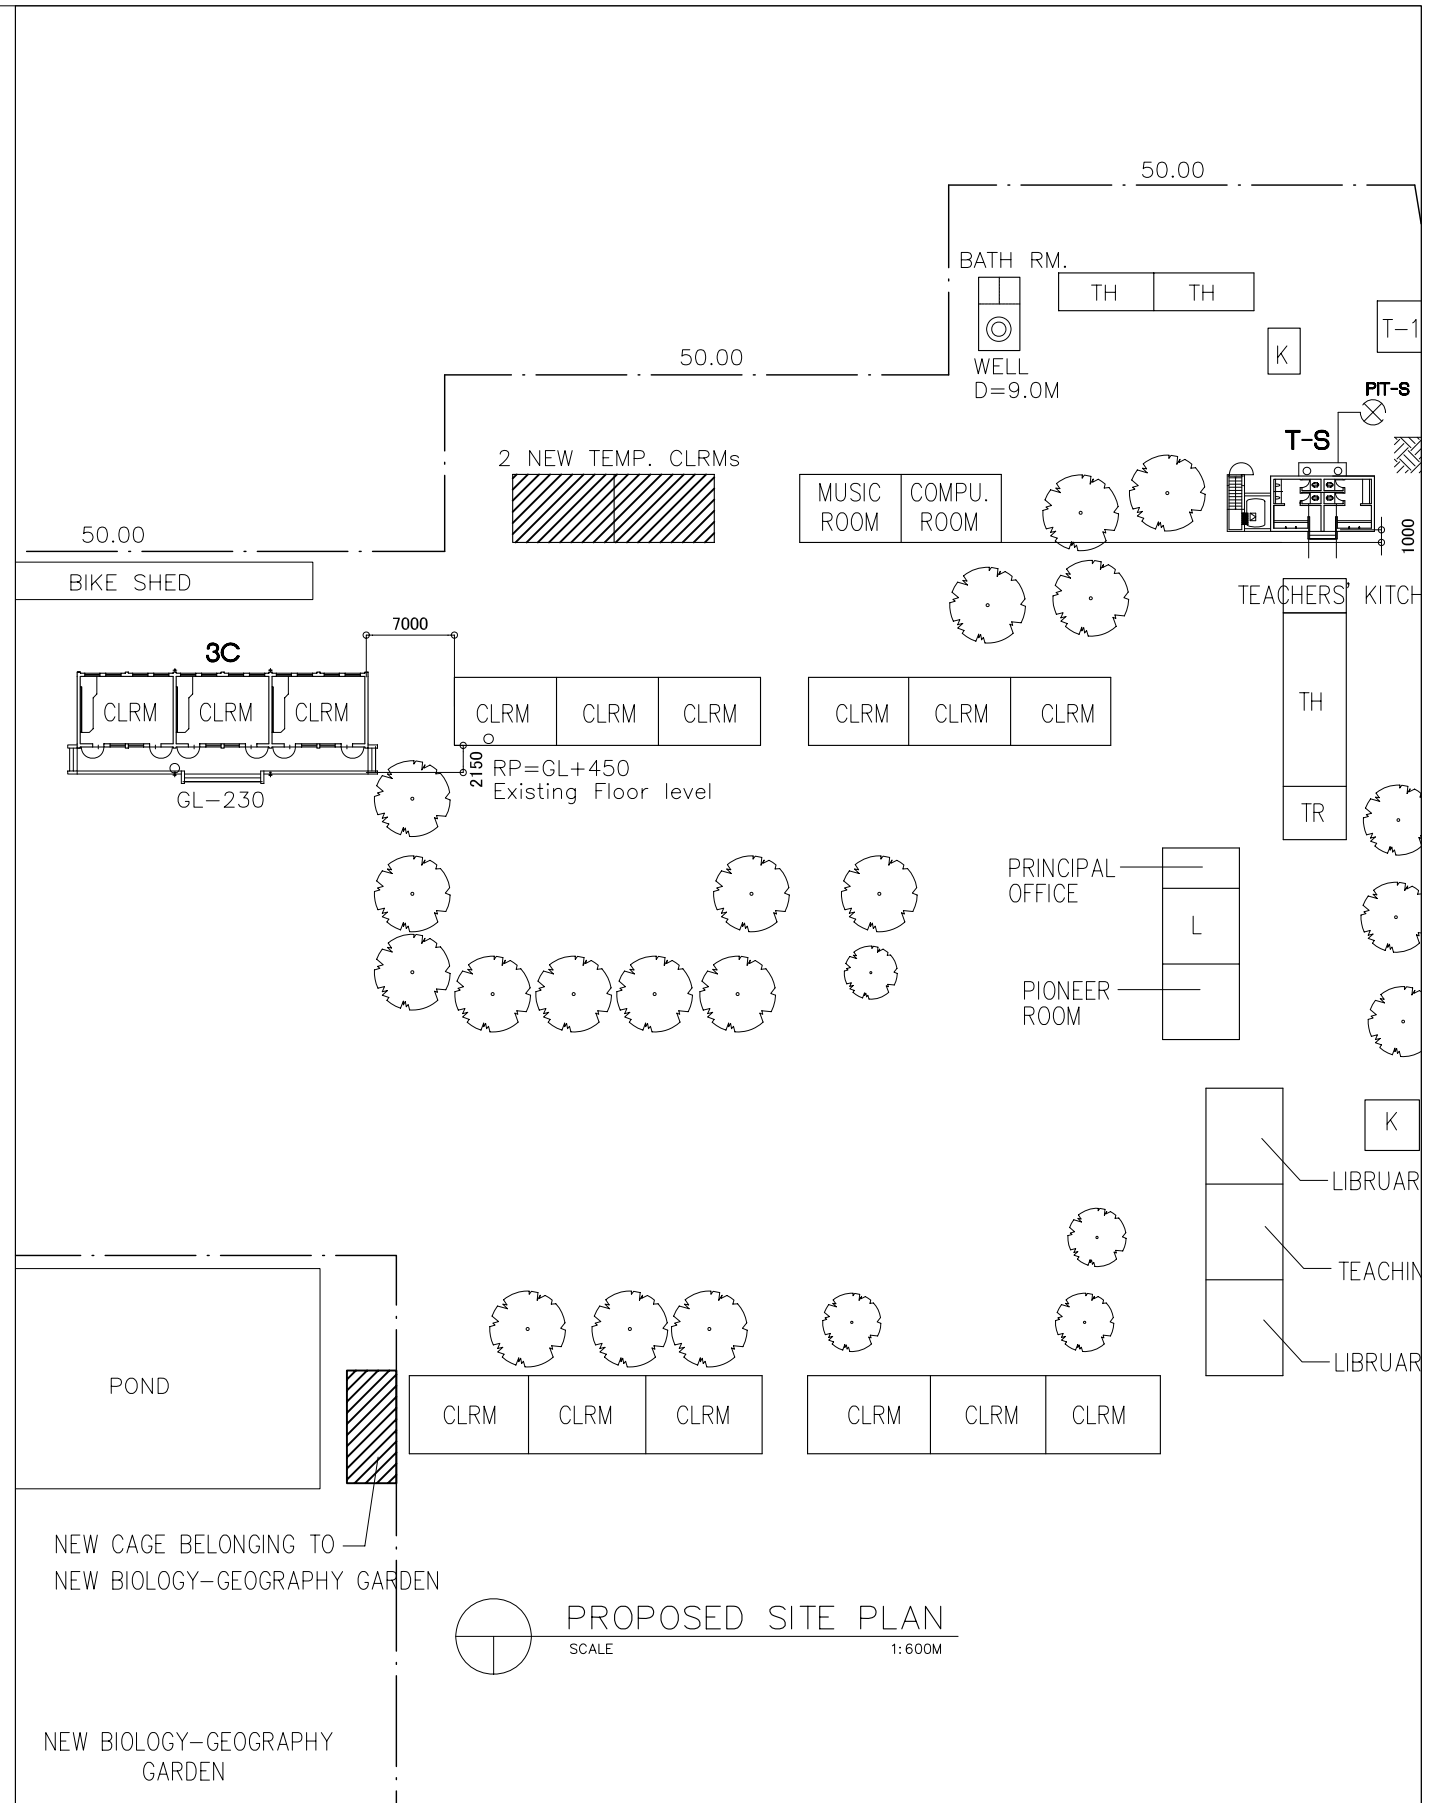 50.00
BATH RM.
TH
TH
T-1
50.00
K
WELL
D=9.0M
PIT-S
T-S
2 NEW TEMP. CLRMs
MUSIC
ROOM
COMPU.
ROOM
50.00
1000
BIKE SHED
TEACHERS' KITCH
7000
3C
CLRM
CLRM
CLRM
CLRM
CLRM
CLRM
CLRM
CLRM
CLRM
TH
2150
RP=GL+450
Existing Floor level
GL-230
TR
PRINCIPAL
OFFICE
L
PIONEER
ROOM
K
LIBRUAR
TEACHIN
LIBRUAR
POND
CLRM
CLRM
CLRM
CLRM
CLRM
CLRM
NEW CAGE BELONGING TO
NEW BIOLOGY-GEOGRAPHY GARDEN
PROPOSED SITE PLAN
SCALE 1:600M
NEW BIOLOGY-GEOGRAPHY
GARDEN